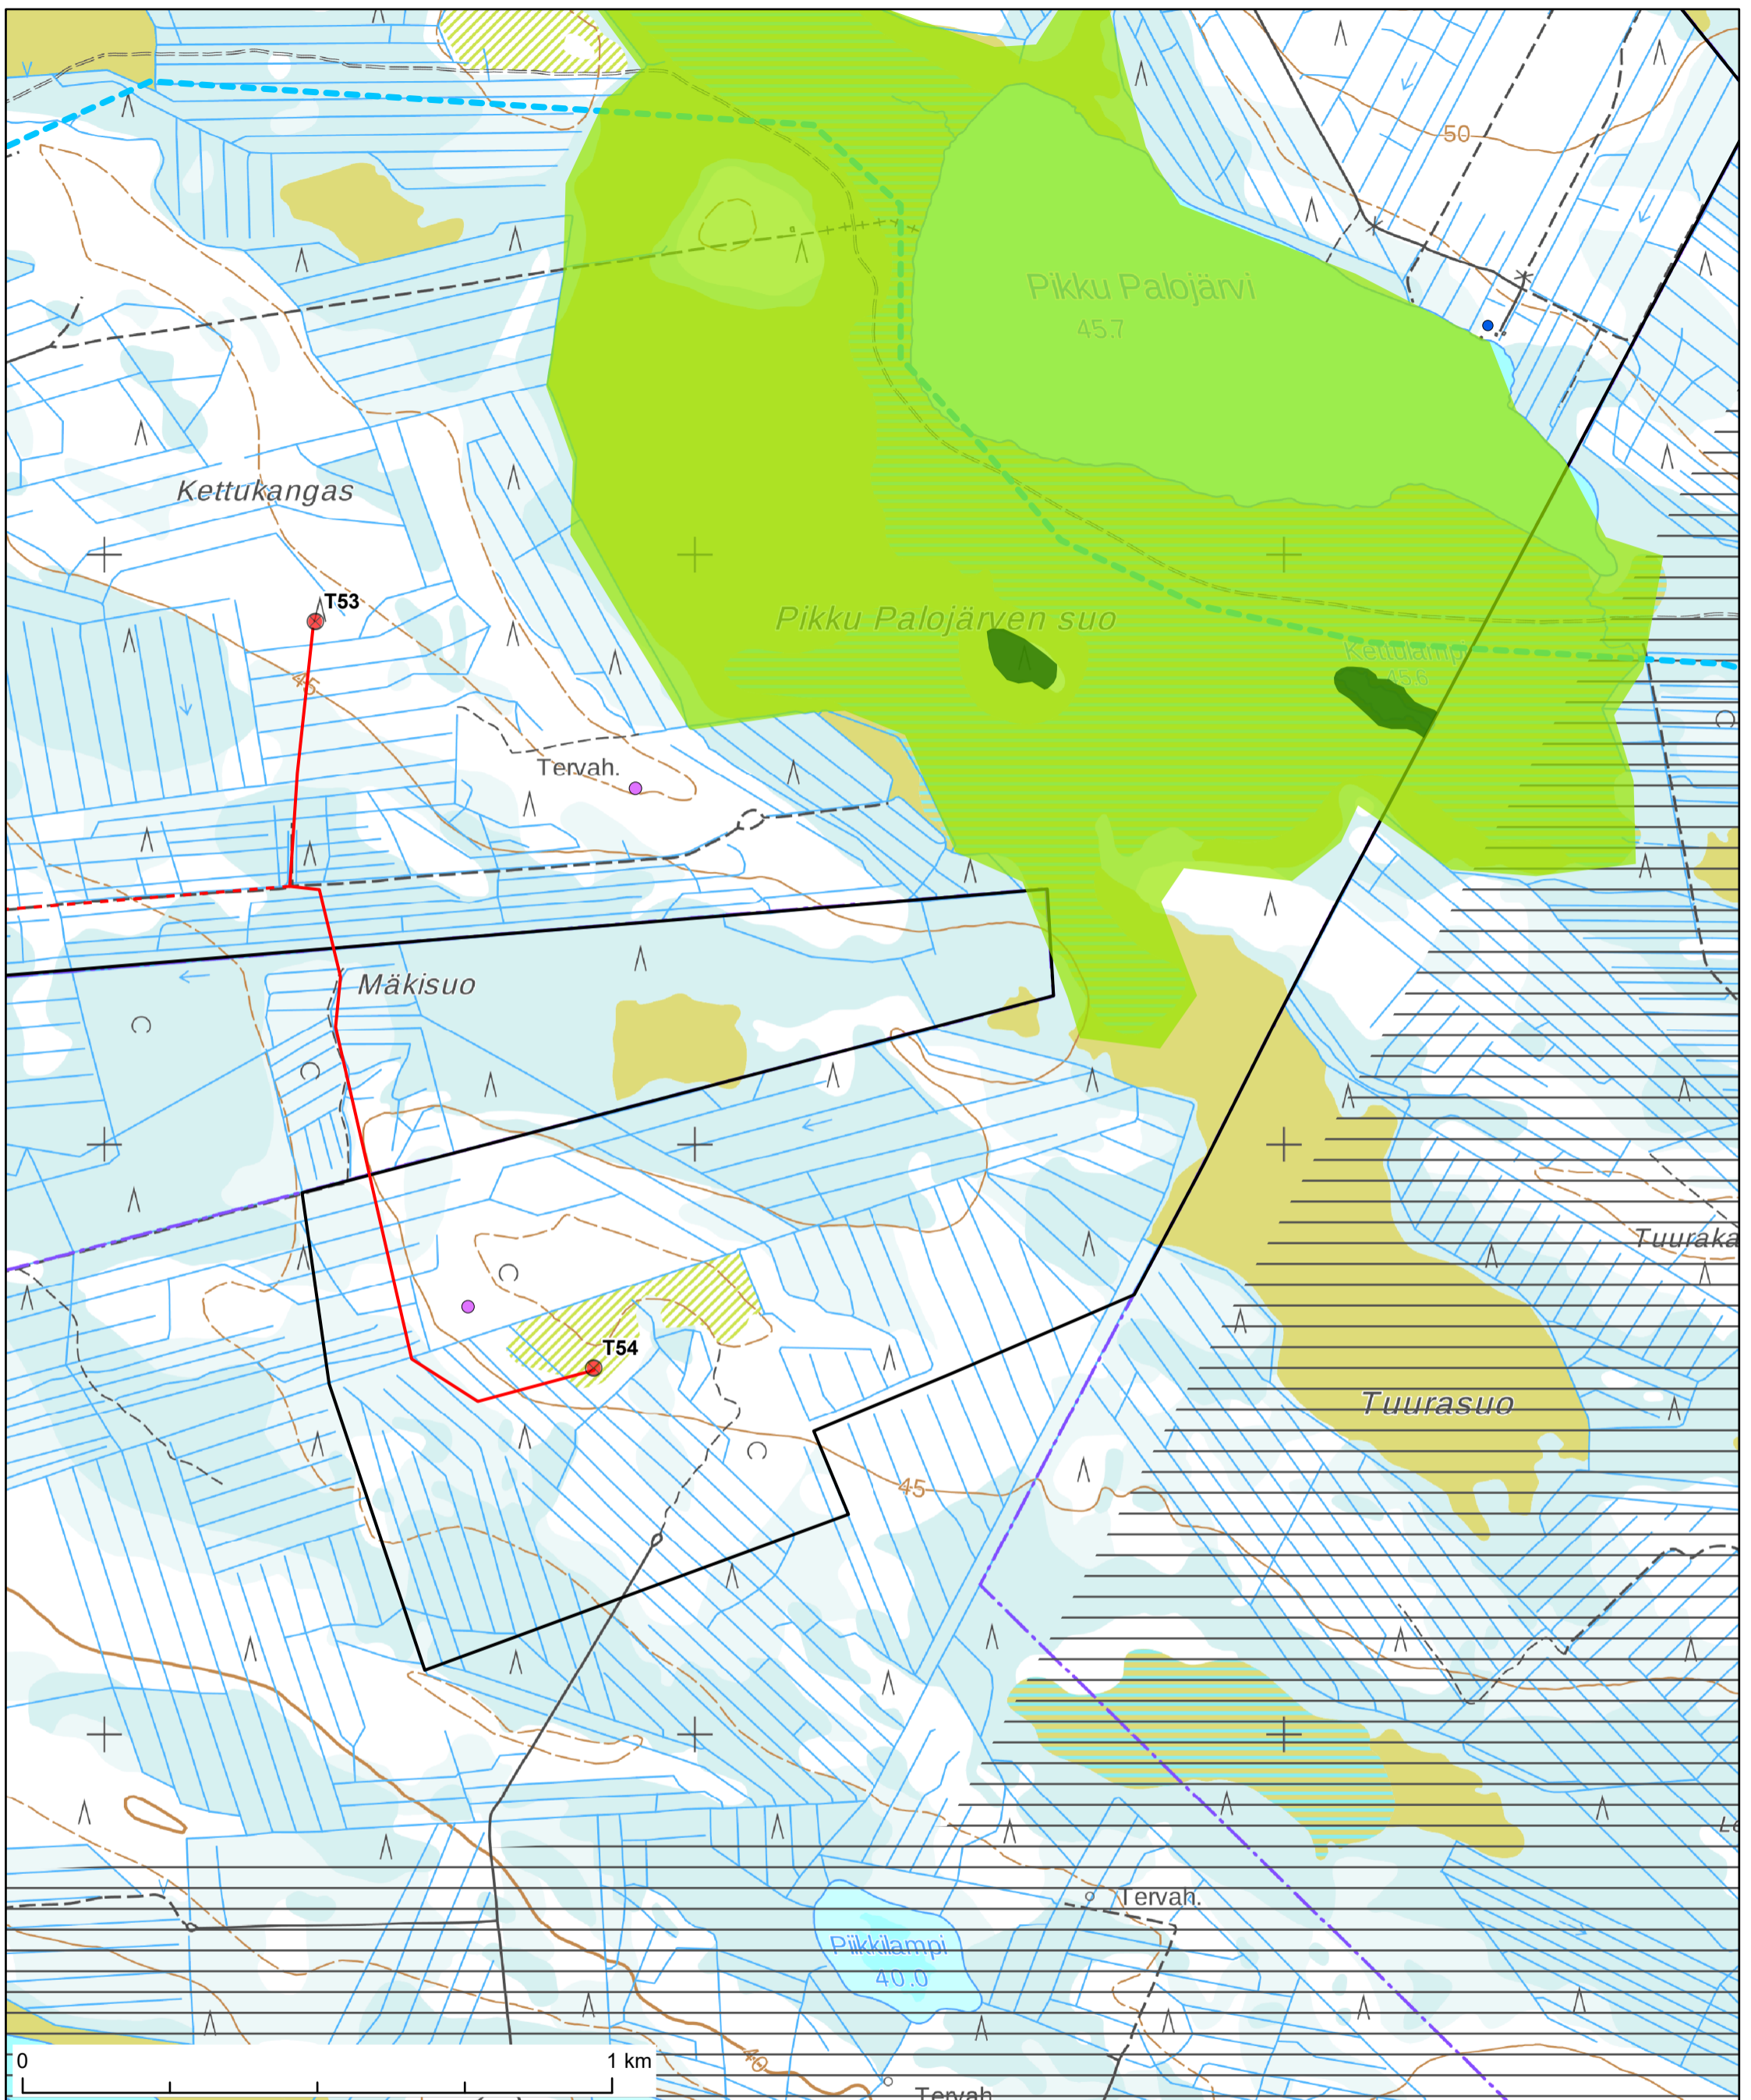 50
Pikku Palojärvi
45.7
Kettukangas
T53
Pikku Palojärven suo
Kettulampi
45.6
45
Tervah.
Mäkisuo
Tuuraka
T54
Tuurasuo
45
Tervah.
Piikkilampi
40.0
0
1 km
40
Tervah.